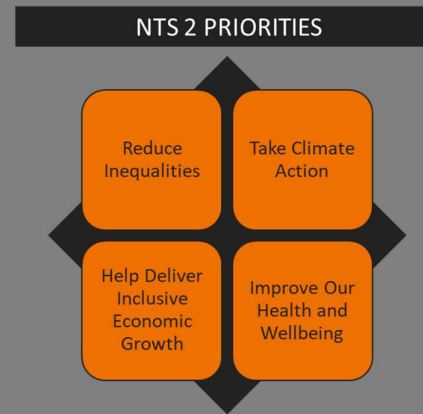 NTS 2 PRIORITIES
Reduce
Inequalities
Take Climate
Action
Help Deliver
Inclusive
Economic
Growth
Improve Our
Health and
Wellbeing